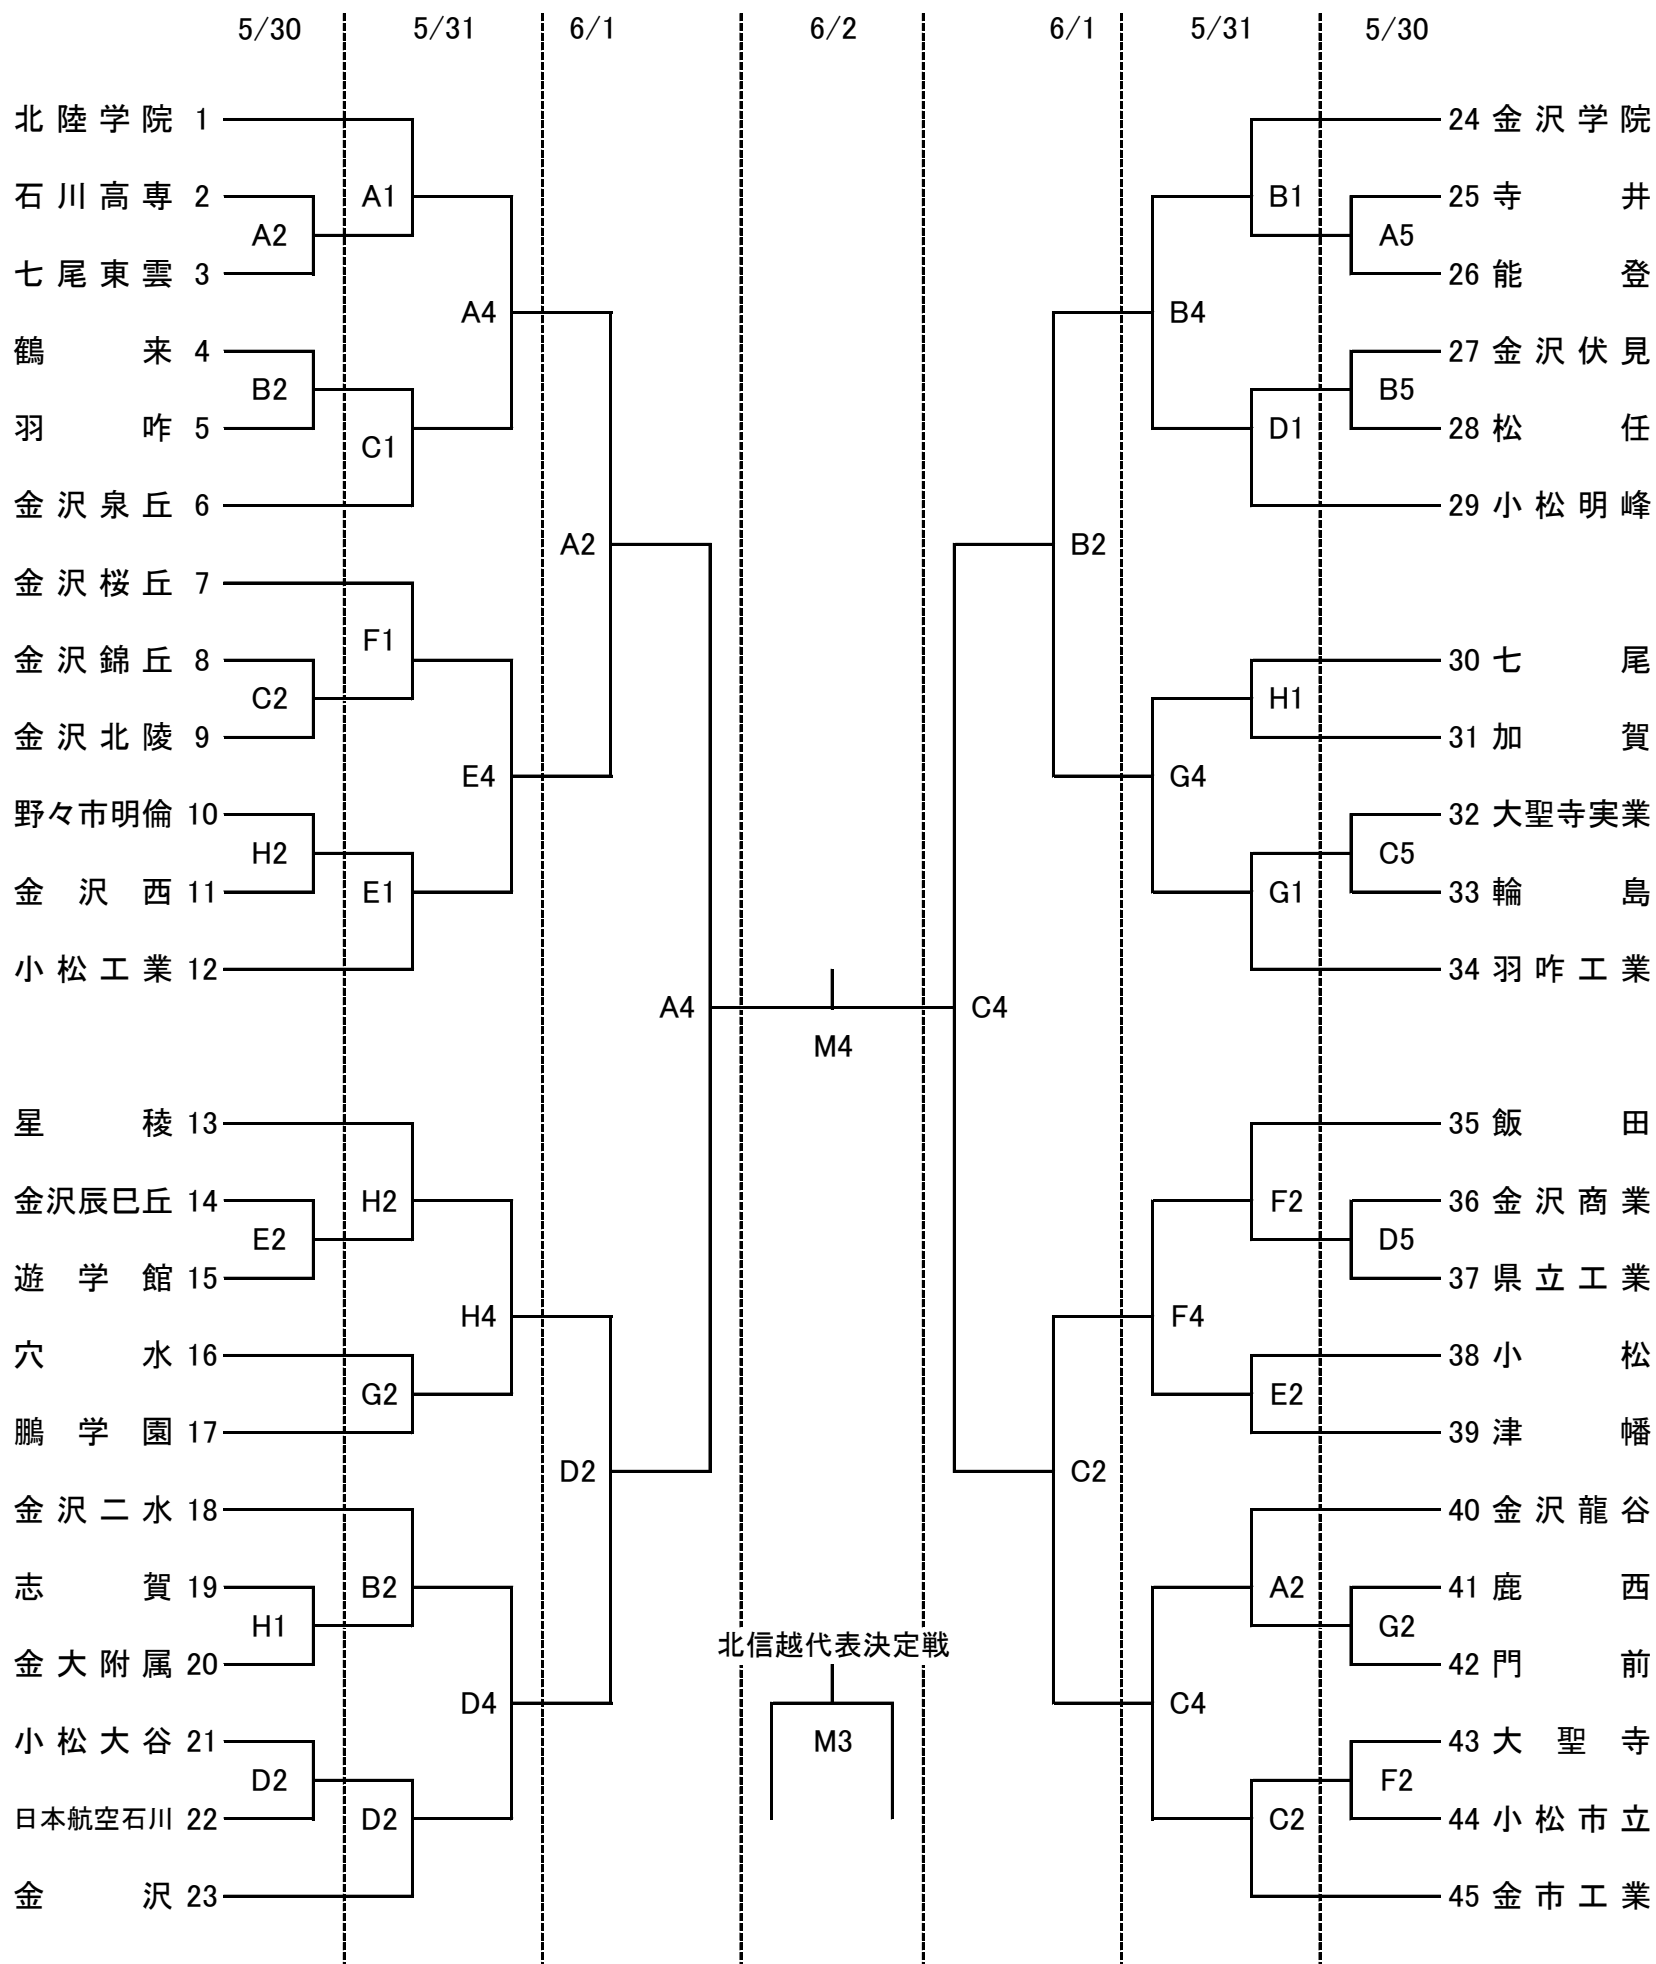 5/30 5/31 6/1 6/2 6/1 5/31 5/30
北陸学院 1 24 金沢学院
石川高専 2 A1 B1 25 寺井
A2 A5
七尾東雲 3 26 能登
A4 B4
鶴来 4 27 金沢伏見
B2 B5
羽咋 5 D1 28 松任
C1
金沢泉丘 6 29 小松明峰
A2 B2
金沢桜丘 7
F1
金沢錦丘 8 30 七尾
C2 H1
金沢北陵 9 31 加賀
E4 G4
野々市明倫 10 32 大聖寺実業
H2 C5
金沢西 11 E1 G1 33 輪島
小松工業 12 34 羽咋工業
A4 C4
M4
星稜 13 35 飯田
金沢辰巳丘 14 H2 F2 36 金沢商業
E2 D5
遊学館 15 37 県立工業
H4 F4
穴水 16 38 小松
G2 E2
鵬学園 17 39 津幡
D2 C2
金沢二水 18 40 金沢龍谷
志賀 19 B2 A2 41 鹿西
H1 G2
北信越代表決定戦
金大附属 20 42 門前
D4 C4
小松大谷 21 M3 43 大聖寺
D2 F2
日本航空石川 22 D2 C2 44 小松市立
金沢 23 45 金市工業